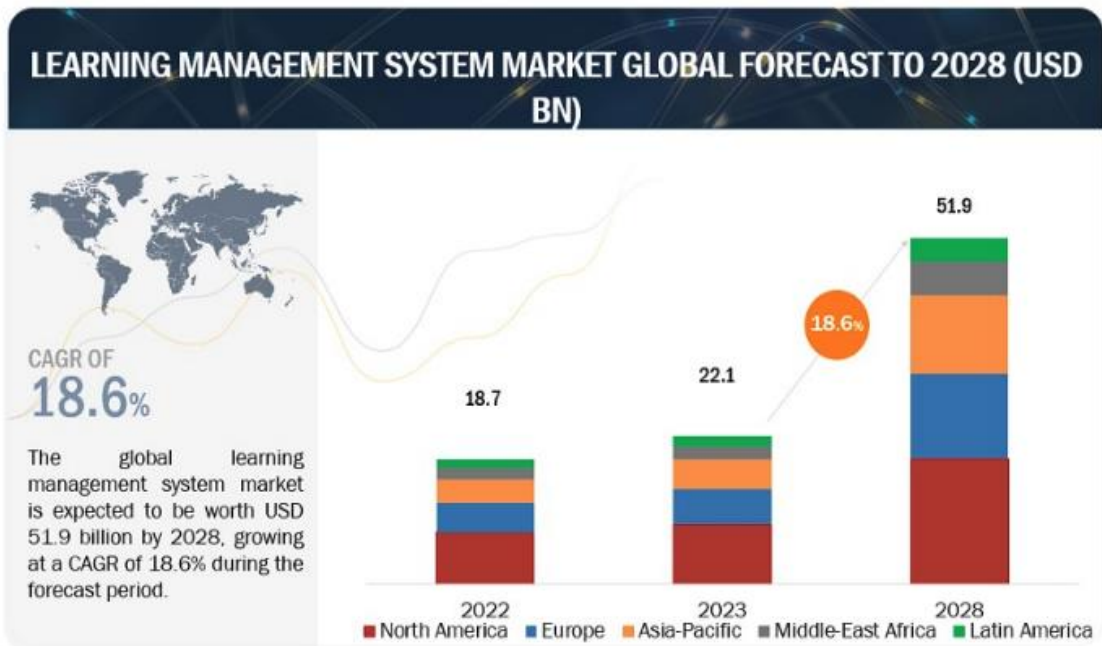 LEARNING MANAGEMENT SYSTEM MARKET GLOBAL FORECAST TO 2028 (USD
BN)
CAGR OF
18.6%
The global learning
management system market
is expected to be worth USD
51.9 billion by 2028, growing
at a CAGR of 18.6% during the
forecast period.
18.7
22.1
18.6%
51.9
2022
2023
2028
North America
Europe
Asia-Pacific
Middle-East Africa
Latin America